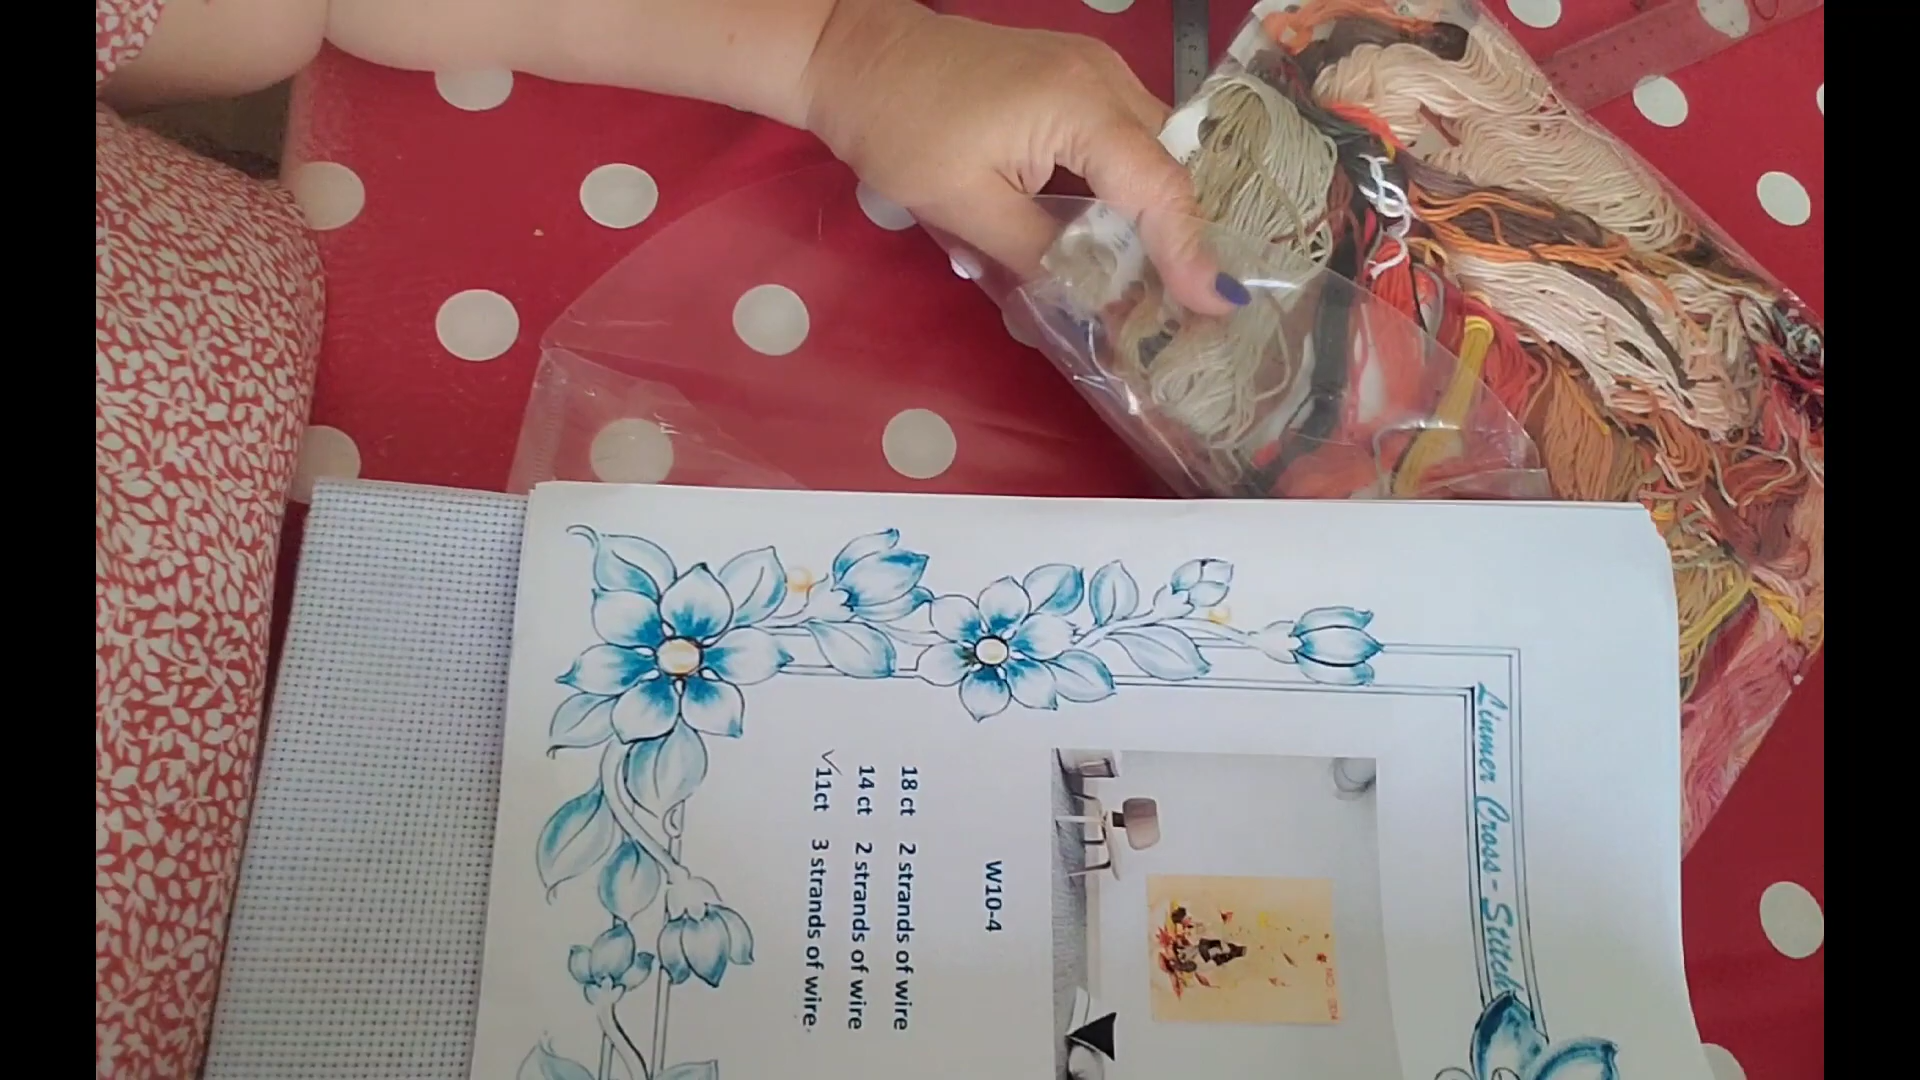 Linmer Cross-Stitch
W10-4
18 ct 2 strands of wire
14 ct 2 strands of wire
✓11ct 3 strands of wire.